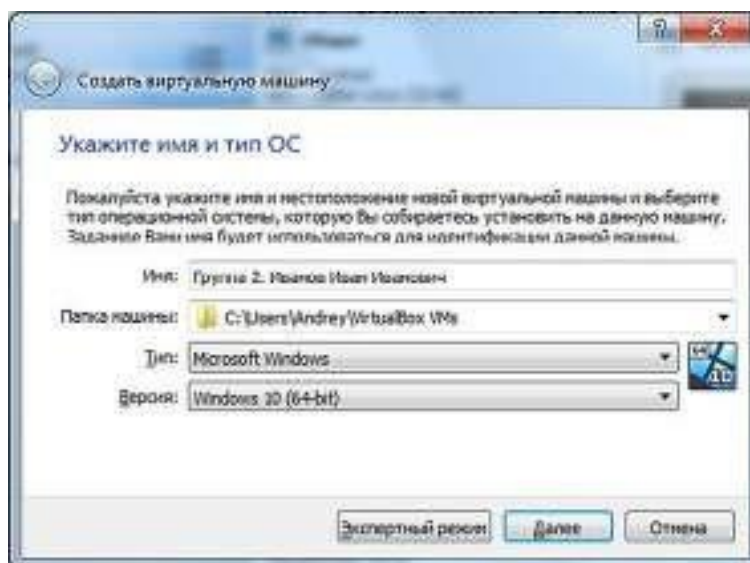 Создать виртуальную машину
Укажите имя и тип ОС
Пожалуйста укажите имя и местоположение новой виртуальной машины и выберите
тип операционной системы, которую Вы собираетесь установить на данную машину.
Заданное Вами имя будет использоваться для идентификации данной машины.
Имя: Группа 2. Иванов Иван Иванович
Папка машины: C:\Users\Andrey\VirtualBox VMs
Тип: Microsoft Windows
64
10
Версия: Windows 10 (64-bit)
Экспертный режим Далее Отмена